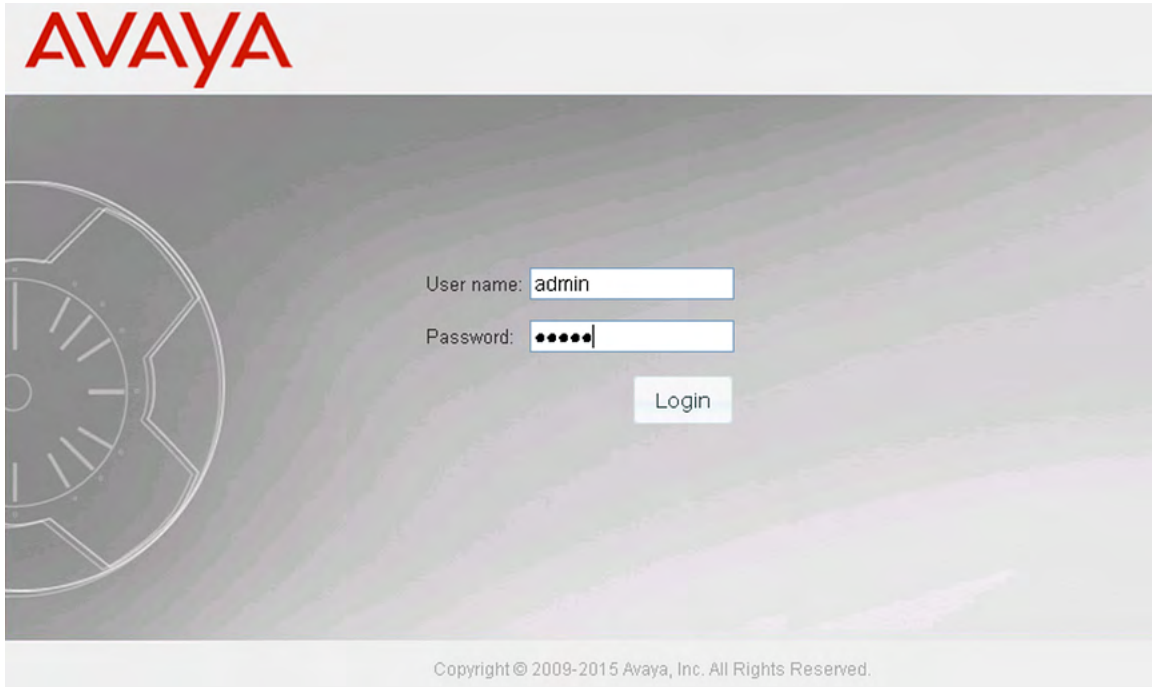 AVAYA
User name: admin
Password: •••••
Login
Copyright © 2009-2015 Avaya, Inc. All Rights Reserved.